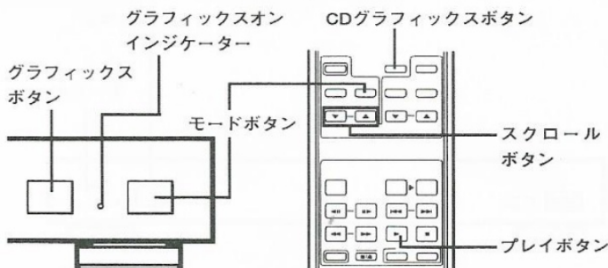 グラフィックスオン
インジケーター
CDグラフィックスボタン
グラフィックス
ボタン
モードボタン
スクロール
ボタン
プレイボタン